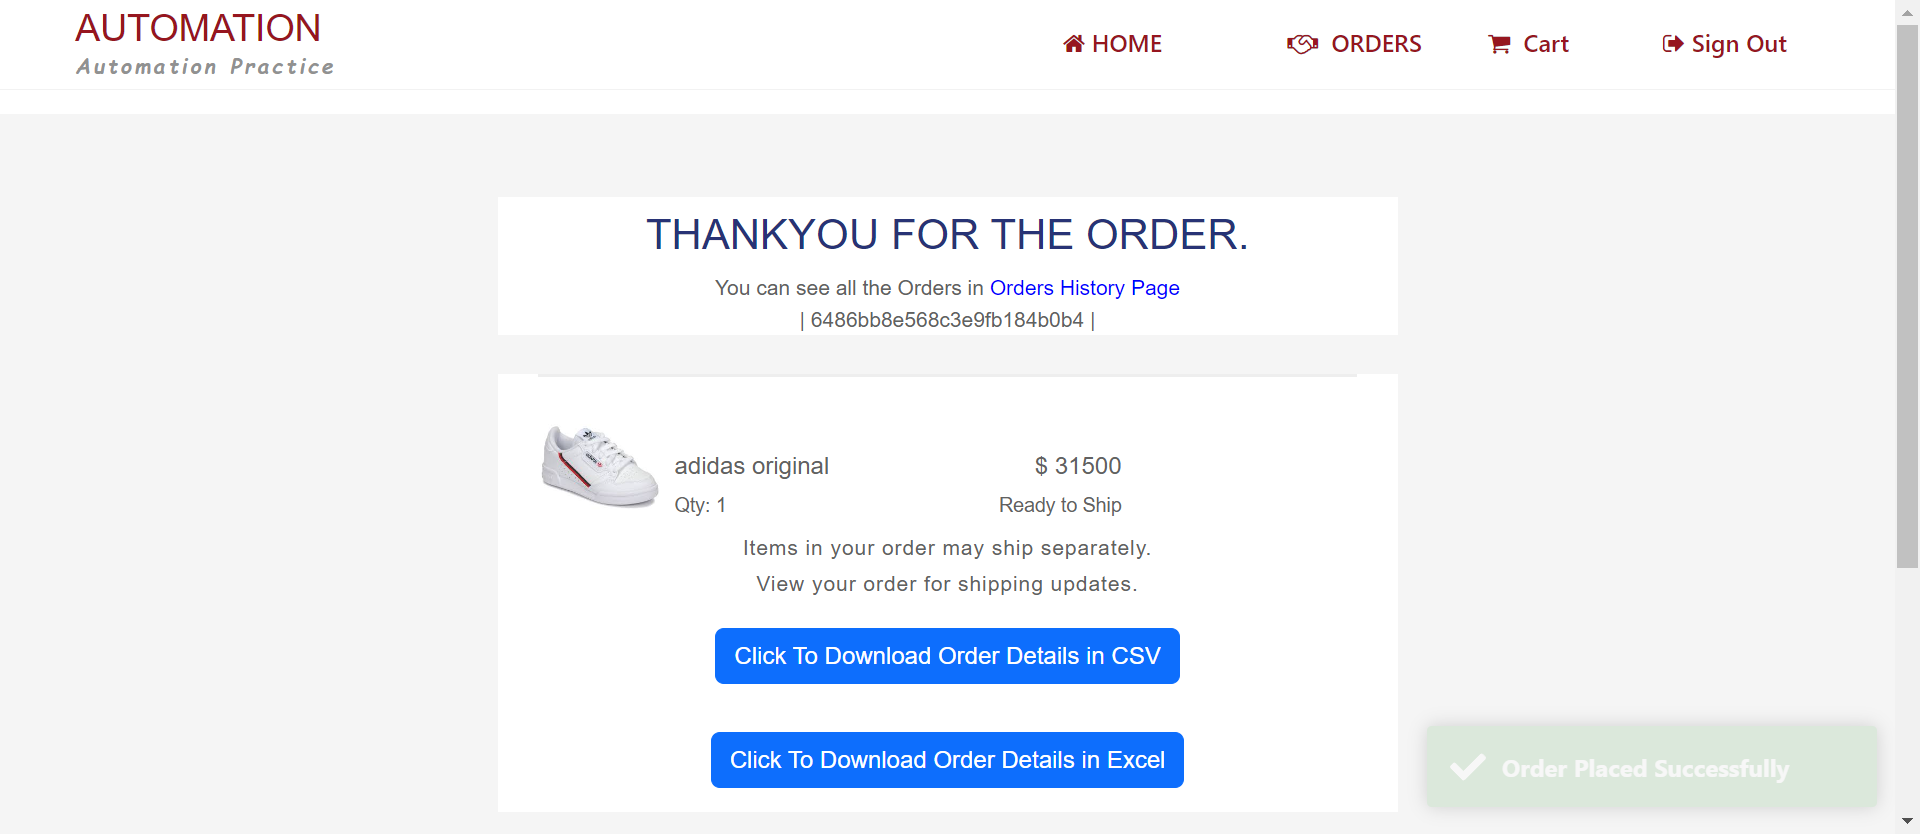 AUTOMATION
Automation Practice
HOME
ORDERS
Cart
Sign Out
THANKYOU FOR THE ORDER.
You can see all the Orders in Orders History Page
| 6486bb8e568c3e9fb184b0b4 |
adidas original
$ 31500
Qty: 1
Ready to Ship
Items in your order may ship separately.
View your order for shipping updates.
Click To Download Order Details in CSV
Click To Download Order Details in Excel
Order Placed Successfully